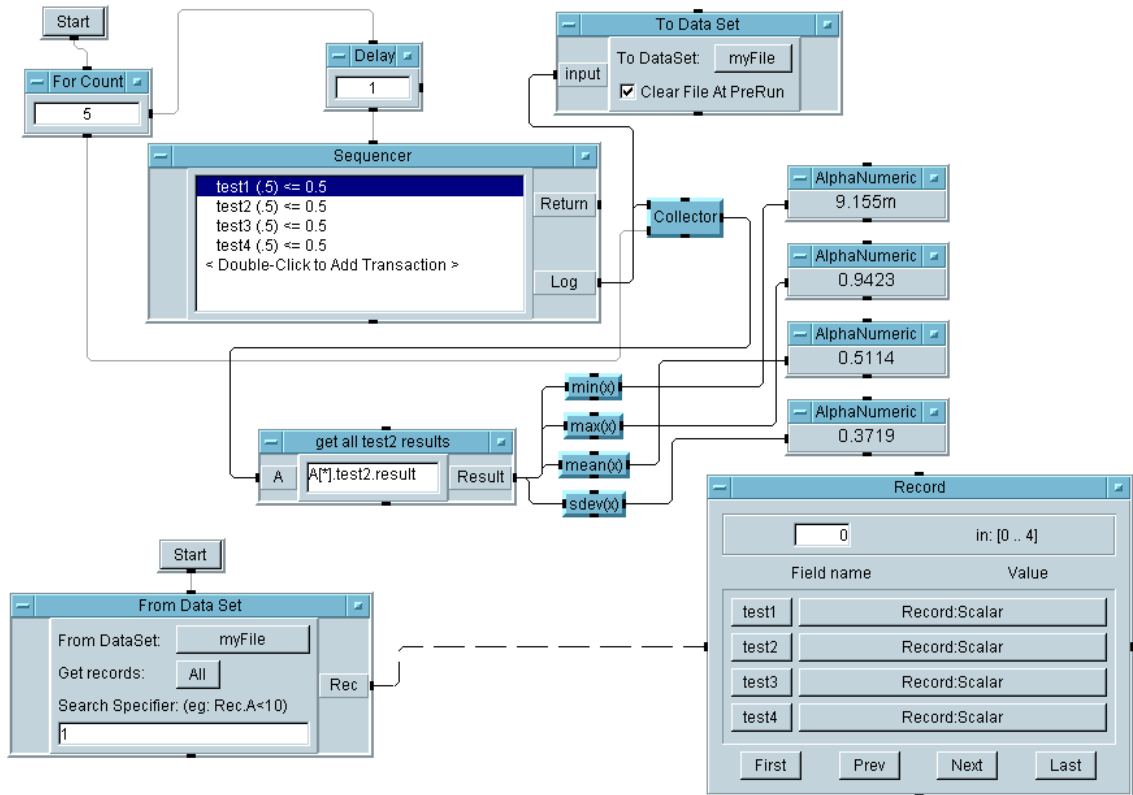 Start
For Count
5
Delay
1
To Data Set
input
To DataSet: myFile
Clear File At PreRun
Sequencer
test1 (.5) <= 0.5
test2 (.5) <= 0.5
test3 (.5) <= 0.5
test4 (.5) <= 0.5
< Double-Click to Add Transaction >
Return
Log
Collector
AlphaNumeric
9.155m
AlphaNumeric
0.9423
AlphaNumeric
0.5114
AlphaNumeric
0.3719
min(x)
max(x)
mean(x)
sdev(x)
get all test2 results
A
A[*].test2.result
Result
Start
From Data Set
From DataSet: myFile
Get records: All
Search Specifier: (eg: Rec.A<10)
1
Rec
Record
0 in: [0 .. 4]
Field name Value
test1 Record:Scalar
test2 Record:Scalar
test3 Record:Scalar
test4 Record:Scalar
First Prev Next Last